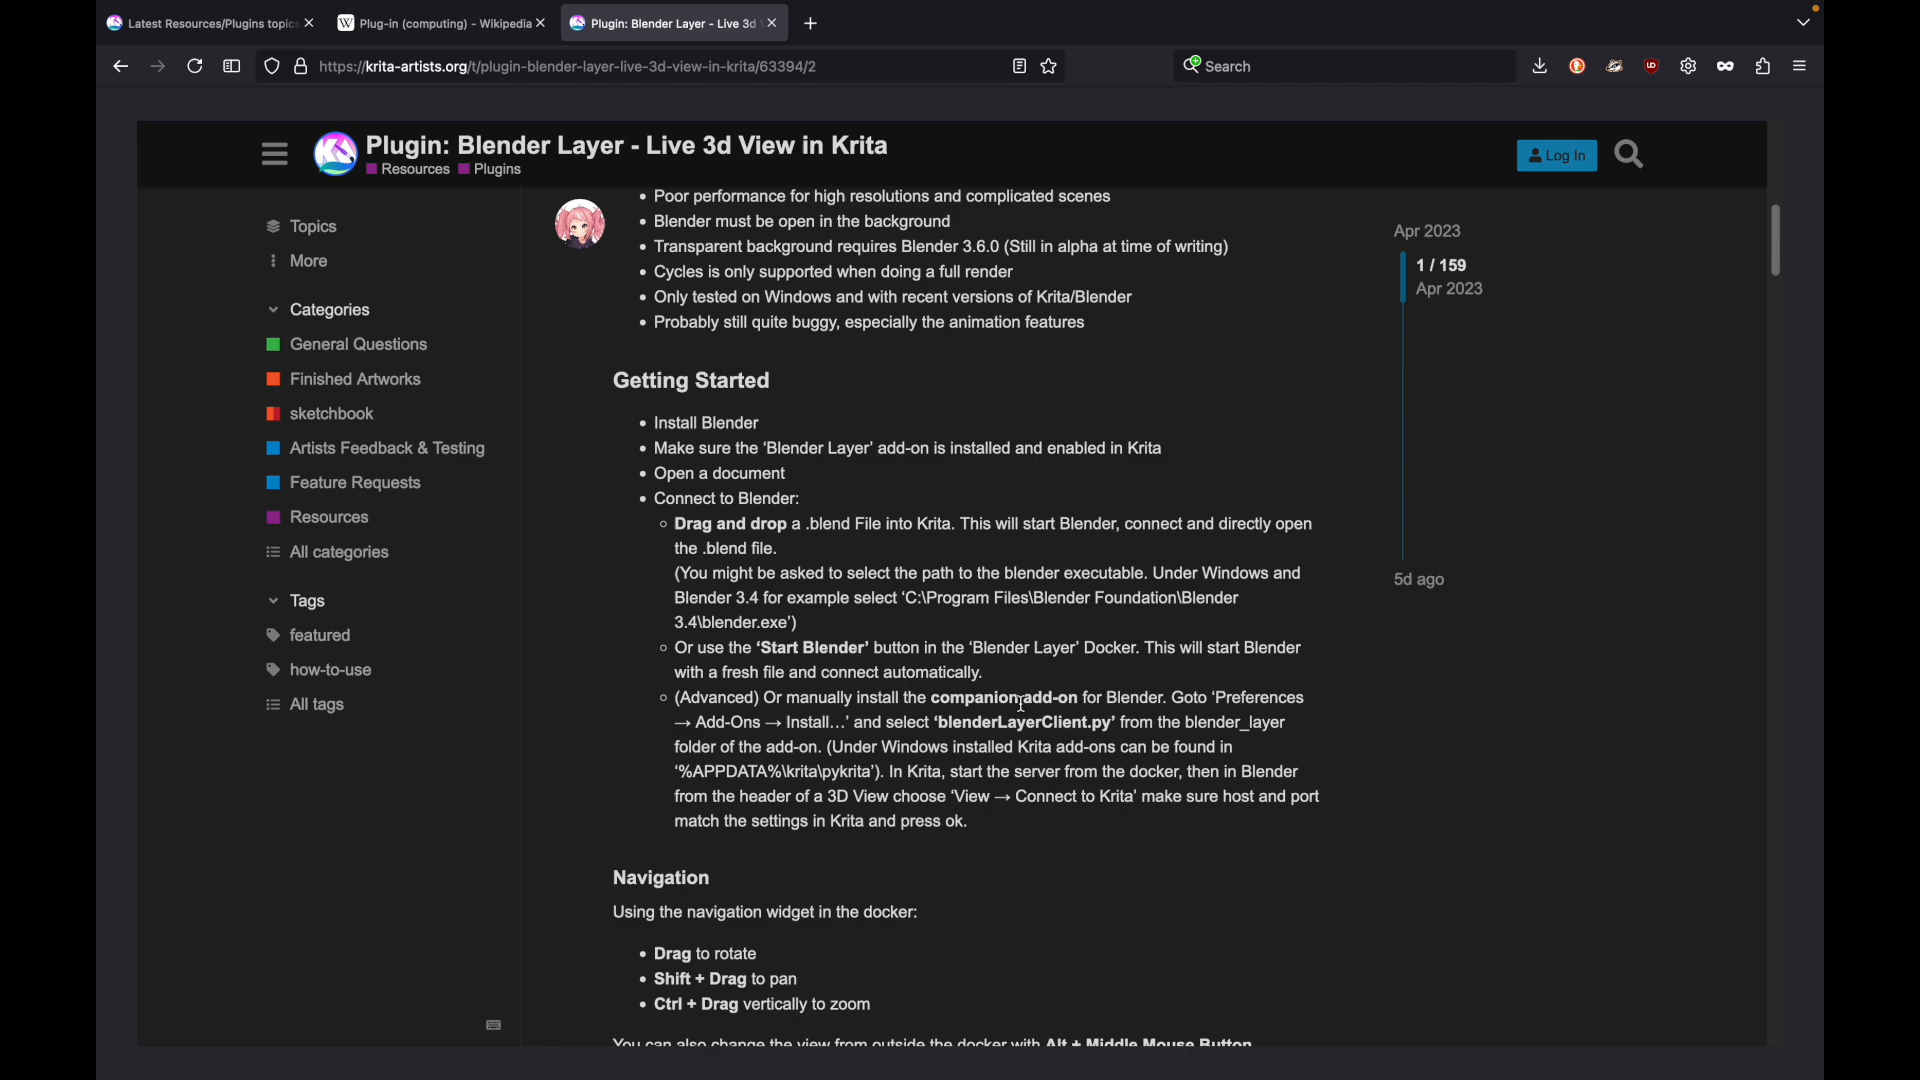 Latest Resources/Plugins topics
Plug-in (computing) - Wikipedia
Plugin: Blender Layer - Live 3d
https://krita-artists.org/t/plugin-blender-layer-live-3d-view-in-krita/63394/2
Search
Plugin: Blender Layer - Live 3d View in Krita
Resources Plugins
Log In
Topics
More
Categories
General Questions
Finished Artworks
sketchbook
Artists Feedback & Testing
Feature Requests
Resources
All categories
Tags
featured
how-to-use
All tags
• Poor performance for high resolutions and complicated scenes
• Blender must be open in the background
• Transparent background requires Blender 3.6.0 (Still in alpha at time of writing)
• Cycles is only supported when doing a full render
• Only tested on Windows and with recent versions of Krita/Blender
• Probably still quite buggy, especially the animation features
Getting Started
• Install Blender
• Make sure the ‘Blender Layer’ add-on is installed and enabled in Krita
• Open a document
• Connect to Blender:
◦ Drag and drop a .blend File into Krita. This will start Blender, connect and directly open
the .blend file.
(You might be asked to select the path to the blender executable. Under Windows and
Blender 3.4 for example select ‘C:\Program Files\Blender Foundation\Blender
3.4\blender.exe’)
◦ Or use the ‘Start Blender’ button in the ‘Blender Layer’ Docker. This will start Blender
with a fresh file and connect automatically.
◦ (Advanced) Or manually install the companion add-on for Blender. Goto ‘Preferences
→ Add-Ons → Install…’ and select ‘blenderLayerClient.py’ from the blender_layer
folder of the add-on. (Under Windows installed Krita add-ons can be found in
‘%APPDATA%\krita\pykrita’). In Krita, start the server from the docker, then in Blender
from the header of a 3D View choose ‘View → Connect to Krita’ make sure host and port
match the settings in Krita and press ok.
Navigation
Using the navigation widget in the docker:
• Drag to rotate
• Shift + Drag to pan
• Ctrl + Drag vertically to zoom
You can also change the view from outside the docker with Alt + Middle Mouse Button
Apr 2023
1 / 159
Apr 2023
5d ago